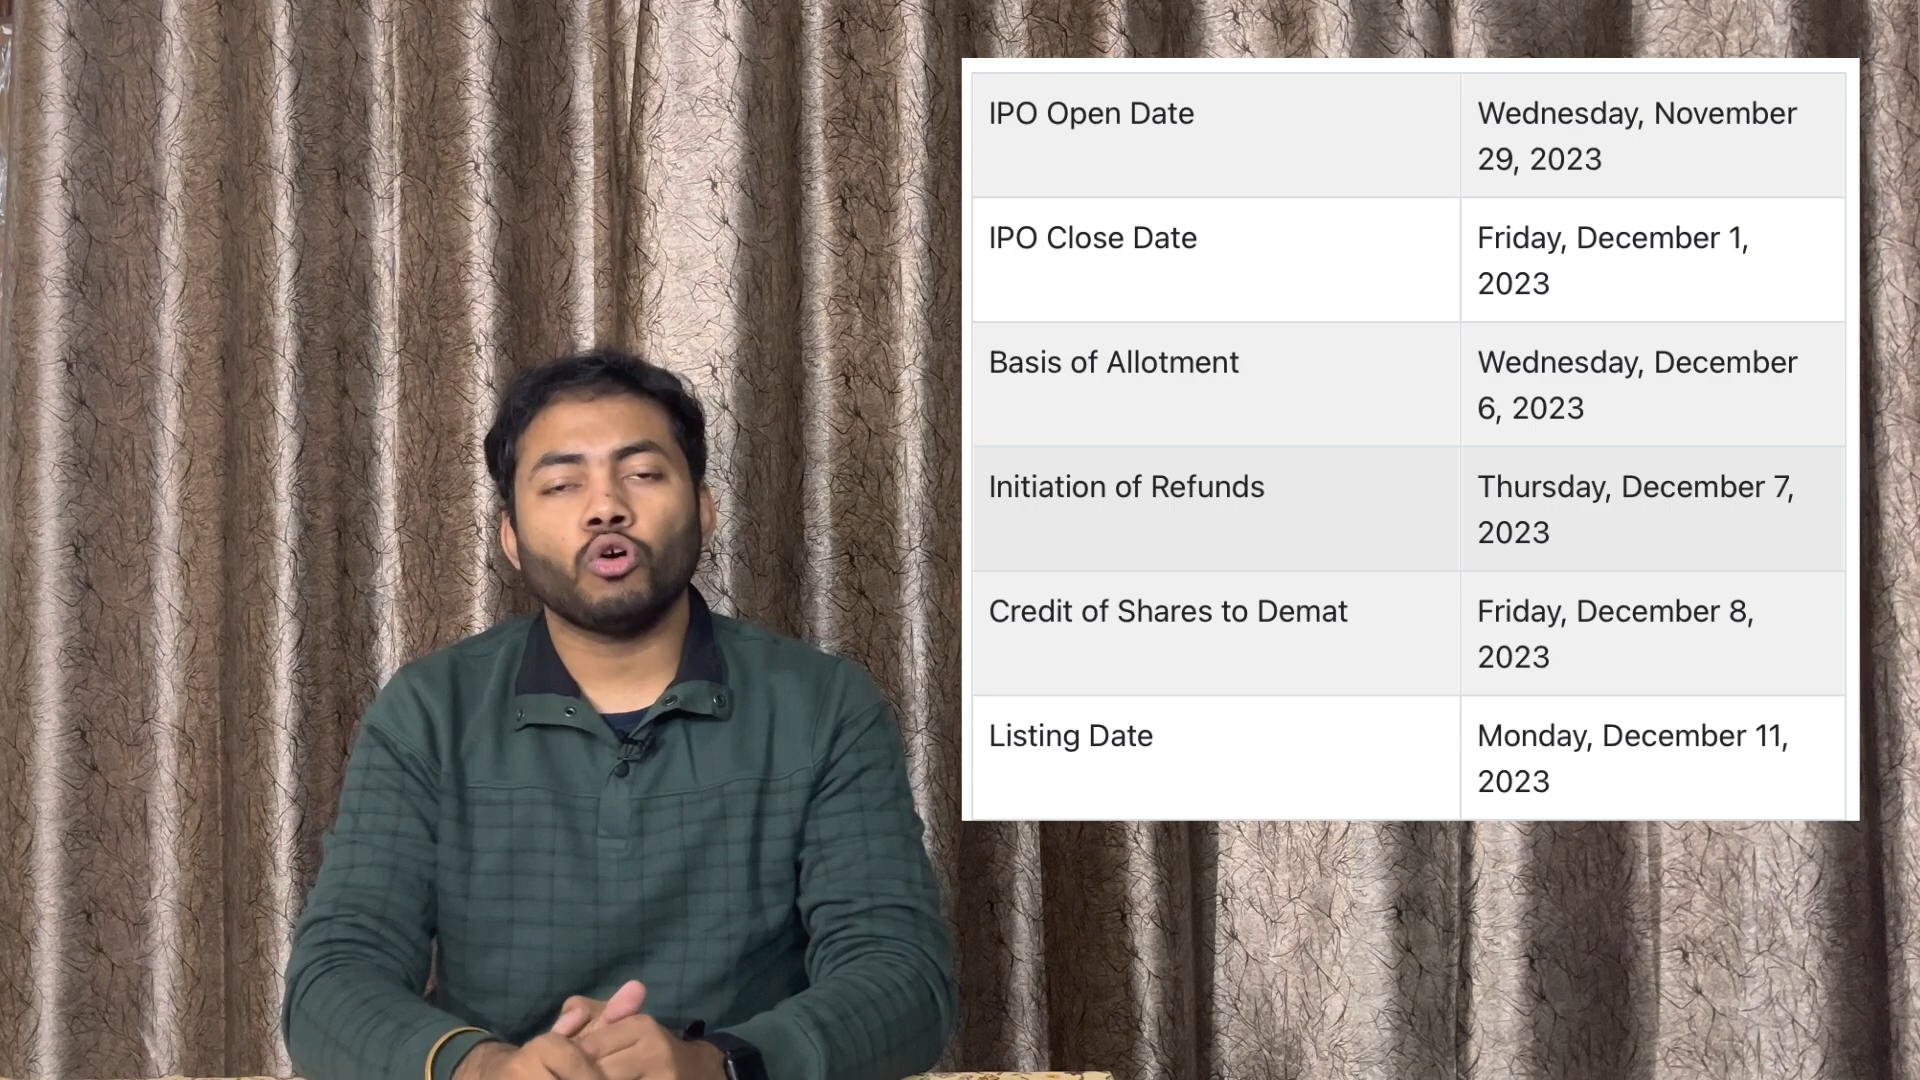 IPO Open Date
Wednesday, November
29, 2023
IPO Close Date
Friday, December 1,
2023
Basis of Allotment
Wednesday, December
6, 2023
Initiation of Refunds
Thursday, December 7,
2023
Credit of Shares to Demat
Friday, December 8,
2023
Listing Date
Monday, December 11,
2023